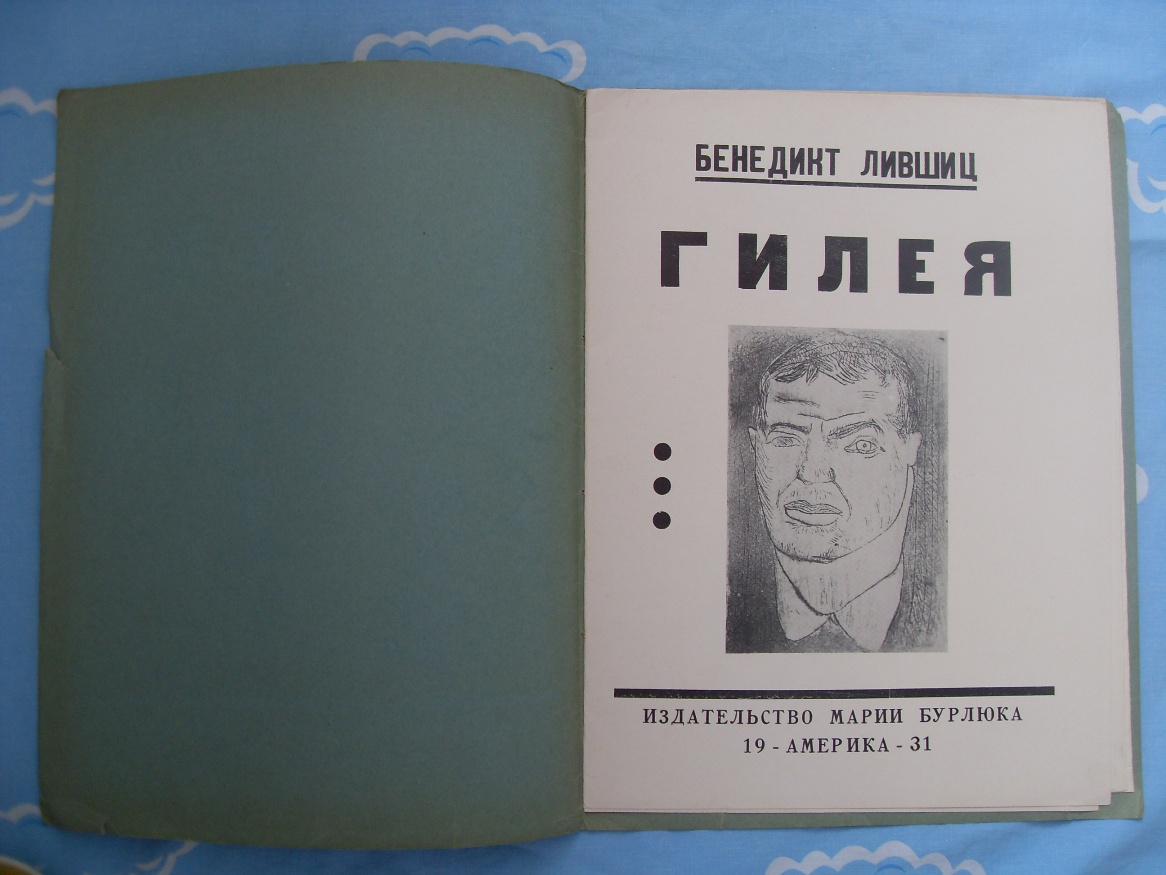 БЕНЕДИКТ ЛИВШИЦ
ГИЛЕЯ
ИЗДАТЕЛЬСТВО МАРИИ БУРЛЮКА
19 - АМЕРИКА - 31